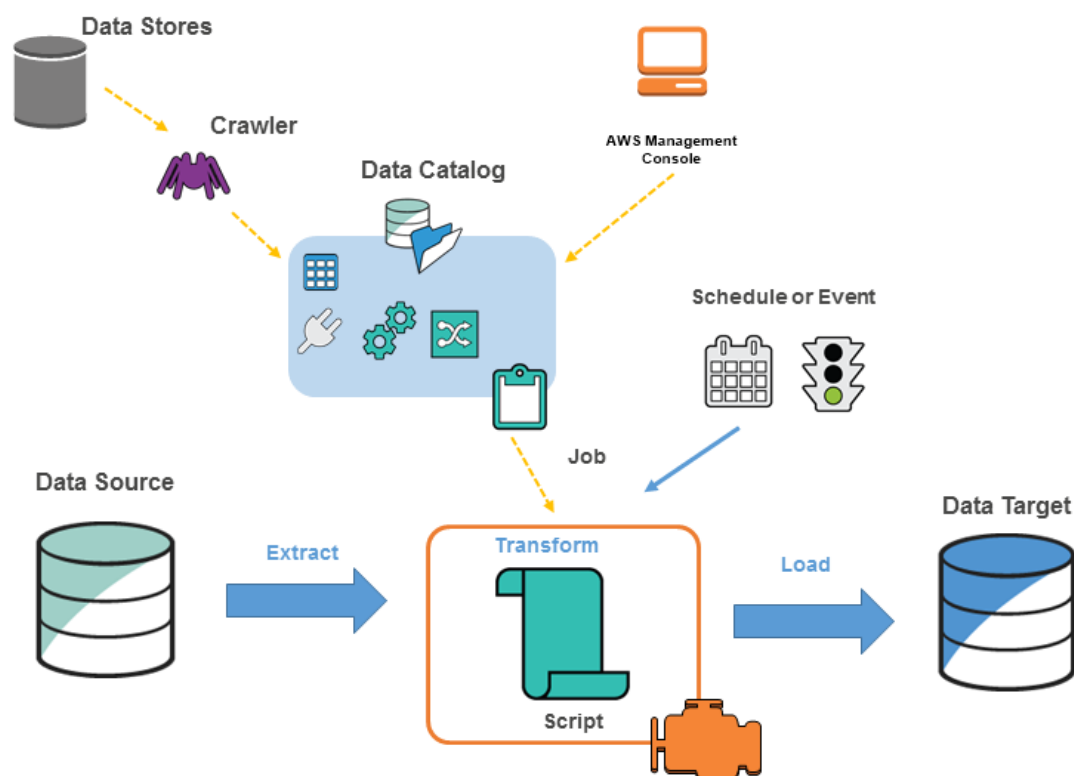 Data Stores
Crawler
AWS Management
Console
Data Catalog
Schedule or Event
Job
Data Source
Data Target
Extract
Transform
Load
Script